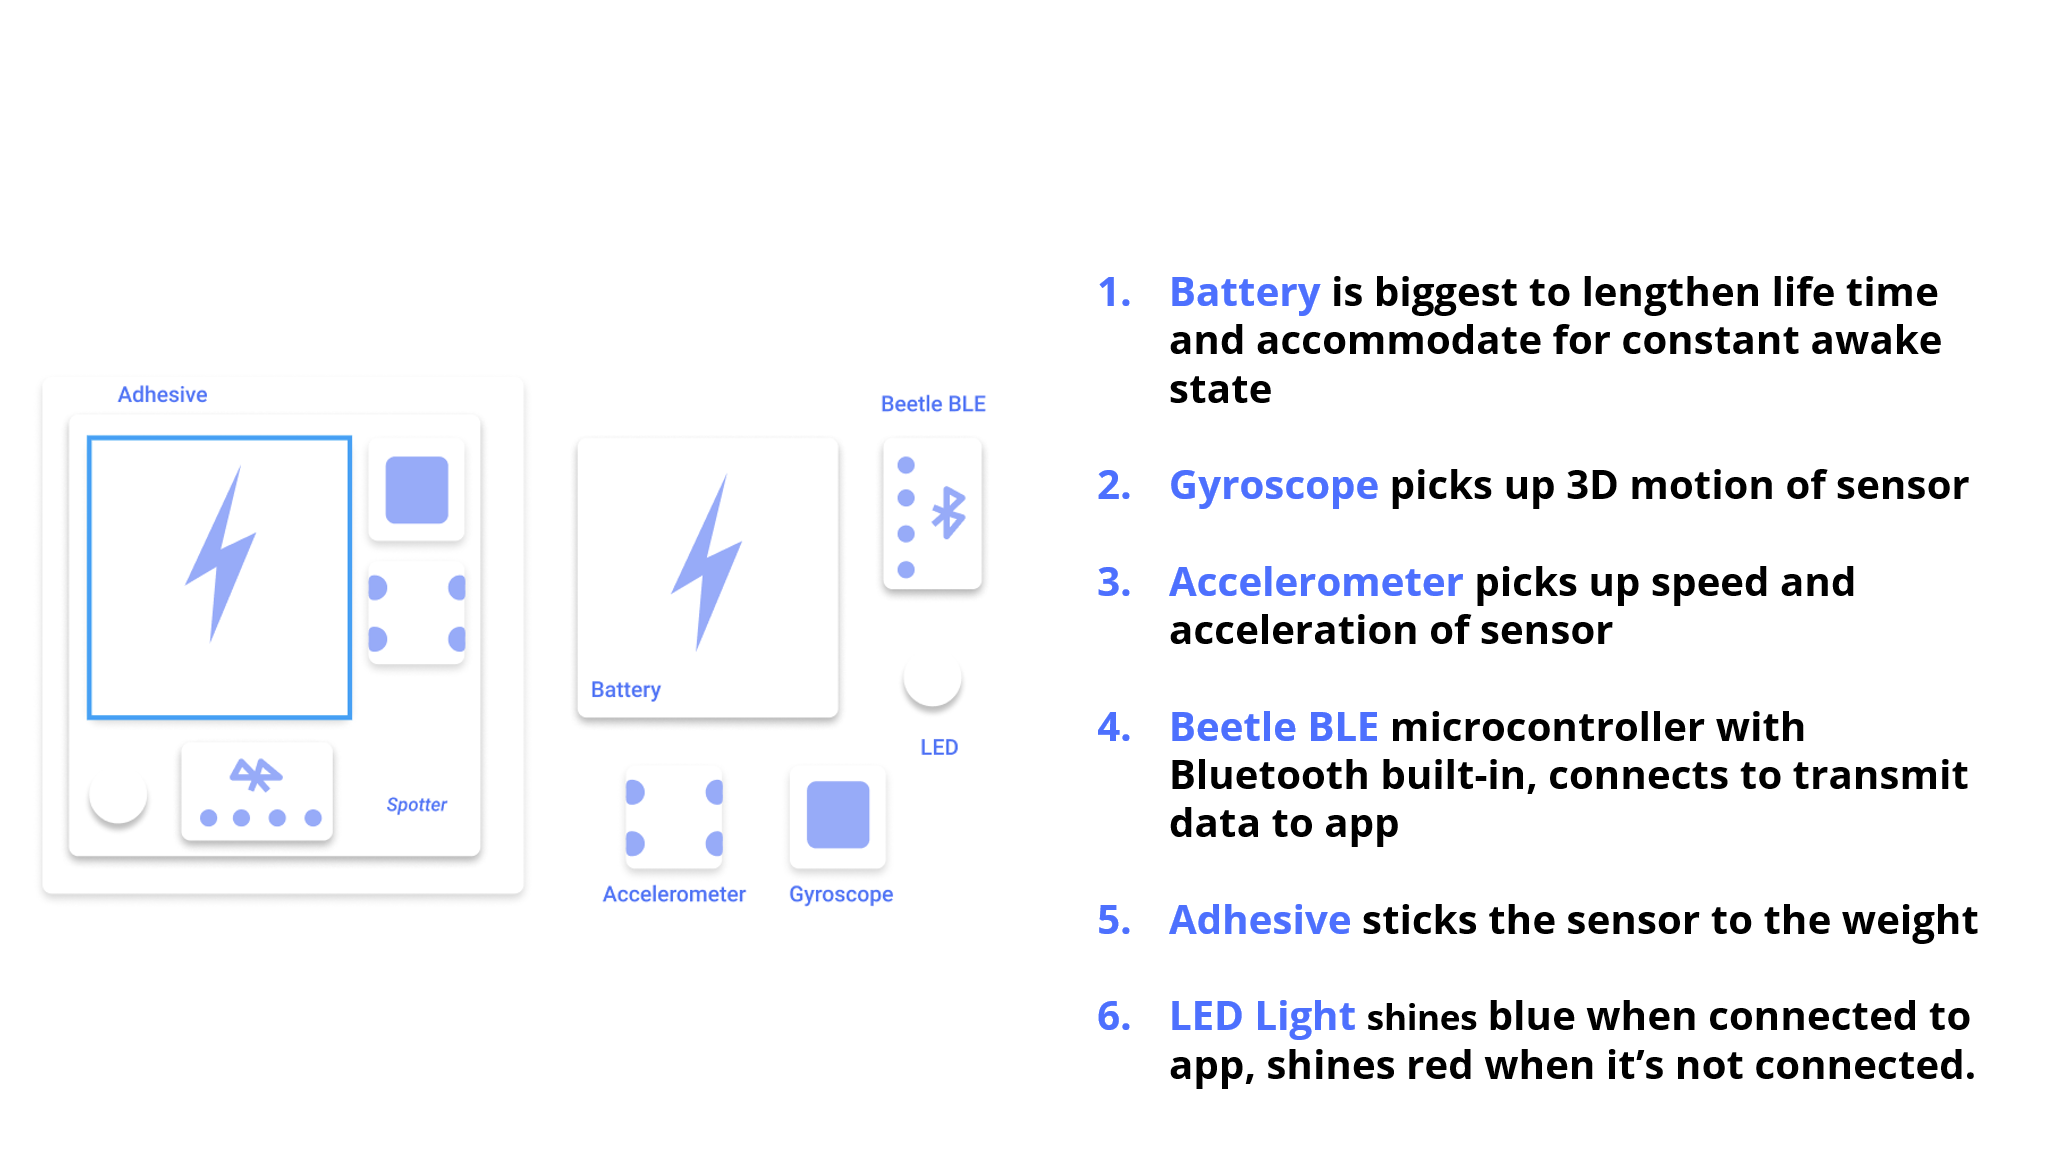 Adhesive
Spotter
Battery
Beetle BLE
LED
Accelerometer
Gyroscope
1. Battery is biggest to lengthen life time
and accommodate for constant awake
state
2. Gyroscope picks up 3D motion of sensor
3. Accelerometer picks up speed and
acceleration of sensor
4. Beetle BLE microcontroller with
Bluetooth built-in, connects to transmit
data to app
5. Adhesive sticks the sensor to the weight
6. LED Light shines blue when connected to
app, shines red when it’s not connected.